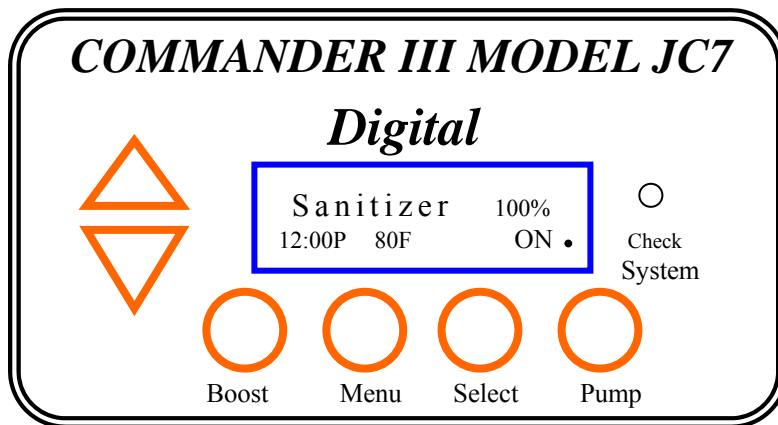 COMMANDER III MODEL JC7
Digital
Sanitizer 100%
12:00P 80F ON •
Check
System
Boost Menu Select Pump